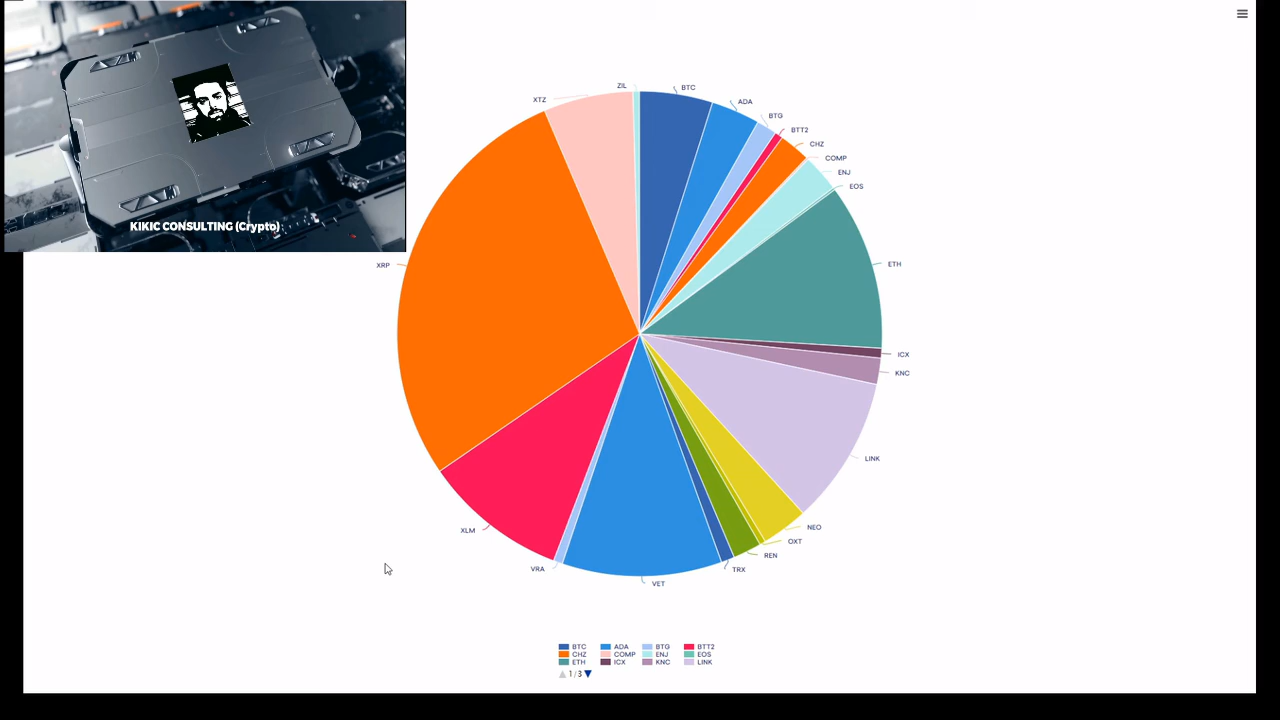 KIKIC CONSULTING (Crypto)
ZIL
BTC
XTZ
ADA
BTG
BTT2
CHZ
COMP
ENJ
EOS
XRP
ETH
ICX
KNC
LINK
NEO
XLM
OXT
REN
VRA
TRX
VET
BTC ADA BTG BTT2
CHZ COMP ENJ EOS
ETH ICX KNC LINK
1/3